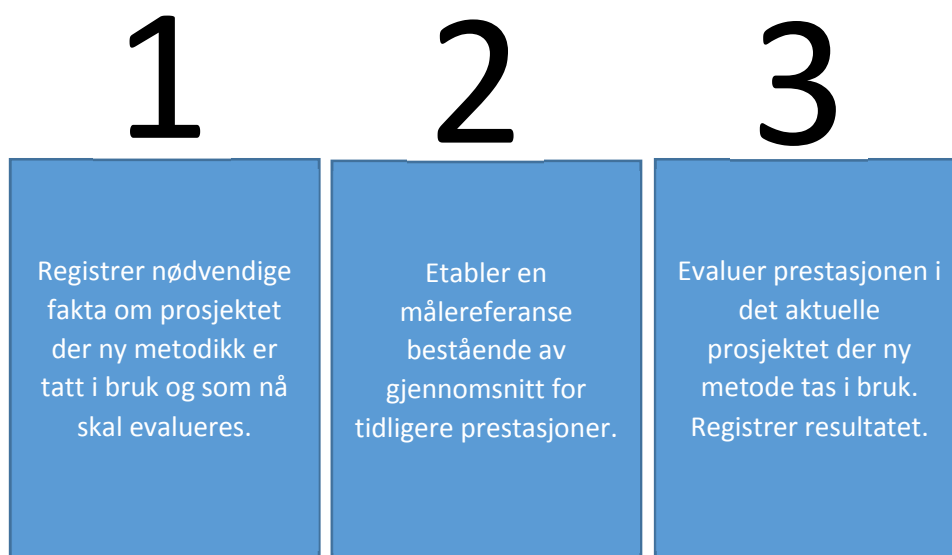 1
2
3
Registrer nødvendige
fakta om prosjektet
der ny metodikk er
tatt i bruk og som nå
skal evalueres.
Etabler en
målereferanse
bestående av
gjennomsnitt for
tidligere prestasjoner.
Evaluer prestasjonen i
det aktuelle
prosjektet der ny
metode tas i bruk.
Registrer resultatet.